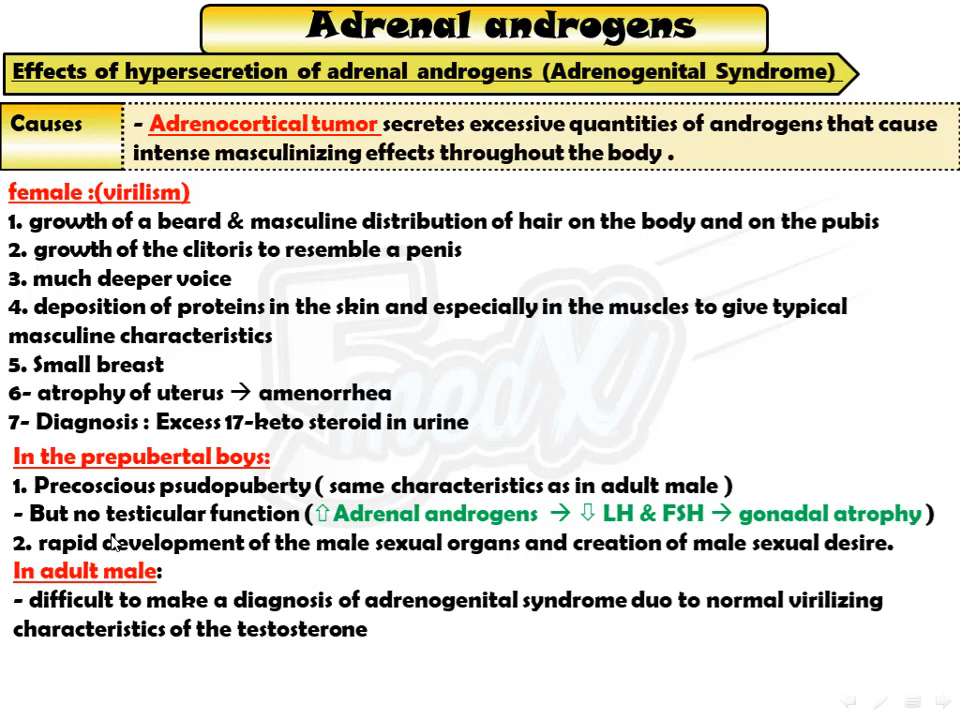 Adrenal androgens
Effects of hypersecretion of adrenal androgens (Adrenogenital Syndrome)
Causes
- Adrenocortical tumor secretes excessive quantities of androgens that cause
intense masculinizing effects throughout the body .
female :(virilism)
1. growth of a beard & masculine distribution of hair on the body and on the pubis
2. growth of the clitoris to resemble a penis
3. much deeper voice
4. deposition of proteins in the skin and especially in the muscles to give typical
masculine characteristics
5. Small breast
6- atrophy of uterus → amenorrhea
7- Diagnosis : Excess 17-keto steroid in urine
In the prepubertal boys:
1. Precoscious psudopuberty ( same characteristics as in adult male )
- But no testicular function (⇧Adrenal androgens → ⇩ LH & FSH → gonadal atrophy )
2. rapid development of the male sexual organs and creation of male sexual desire.
In adult male:
- difficult to make a diagnosis of adrenogenital syndrome duo to normal virilizing
characteristics of the testosterone
5medX